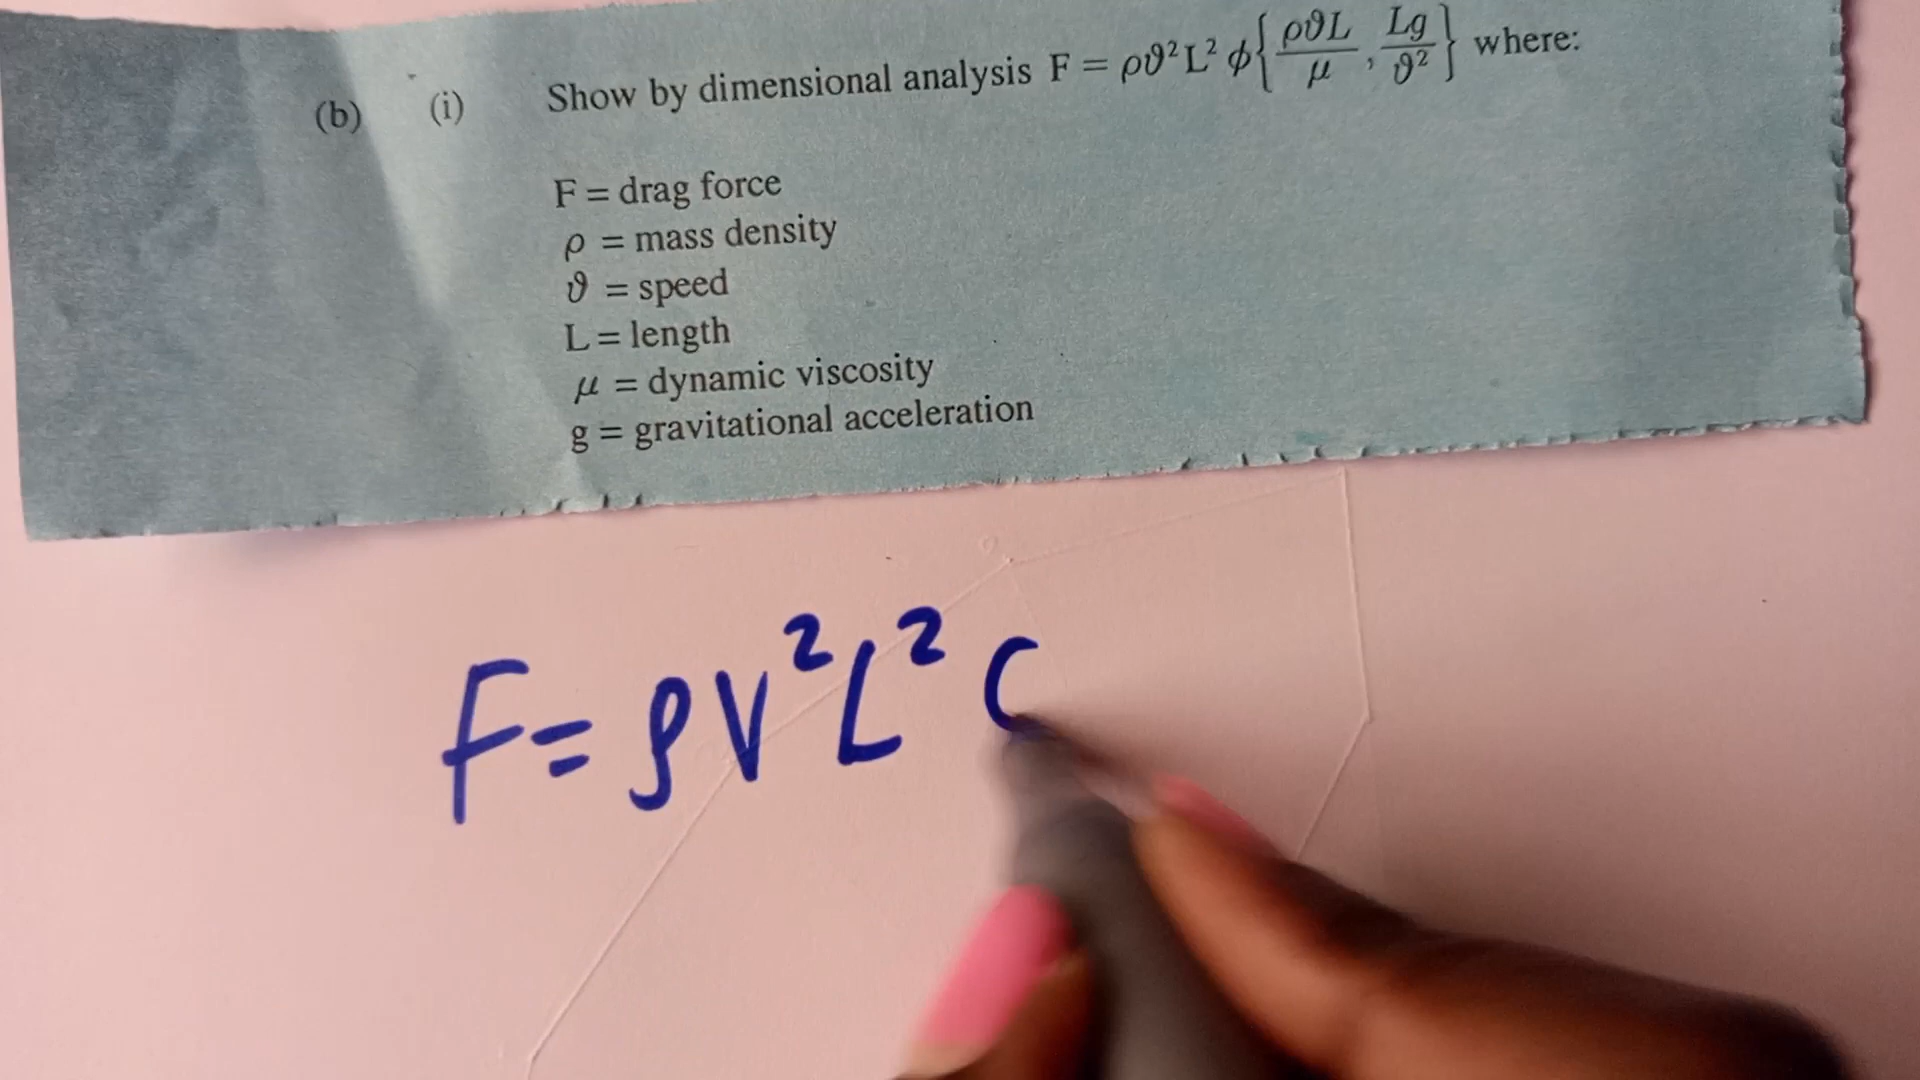 (b) (i) Show by dimensional analysis F = ρϑ²L² ϕ{ρϑL/μ, Lg/ϑ²} where:
F = drag force
ρ = mass density
ϑ = speed
L = length
μ = dynamic viscosity
g = gravitational acceleration
F = ρV²L²